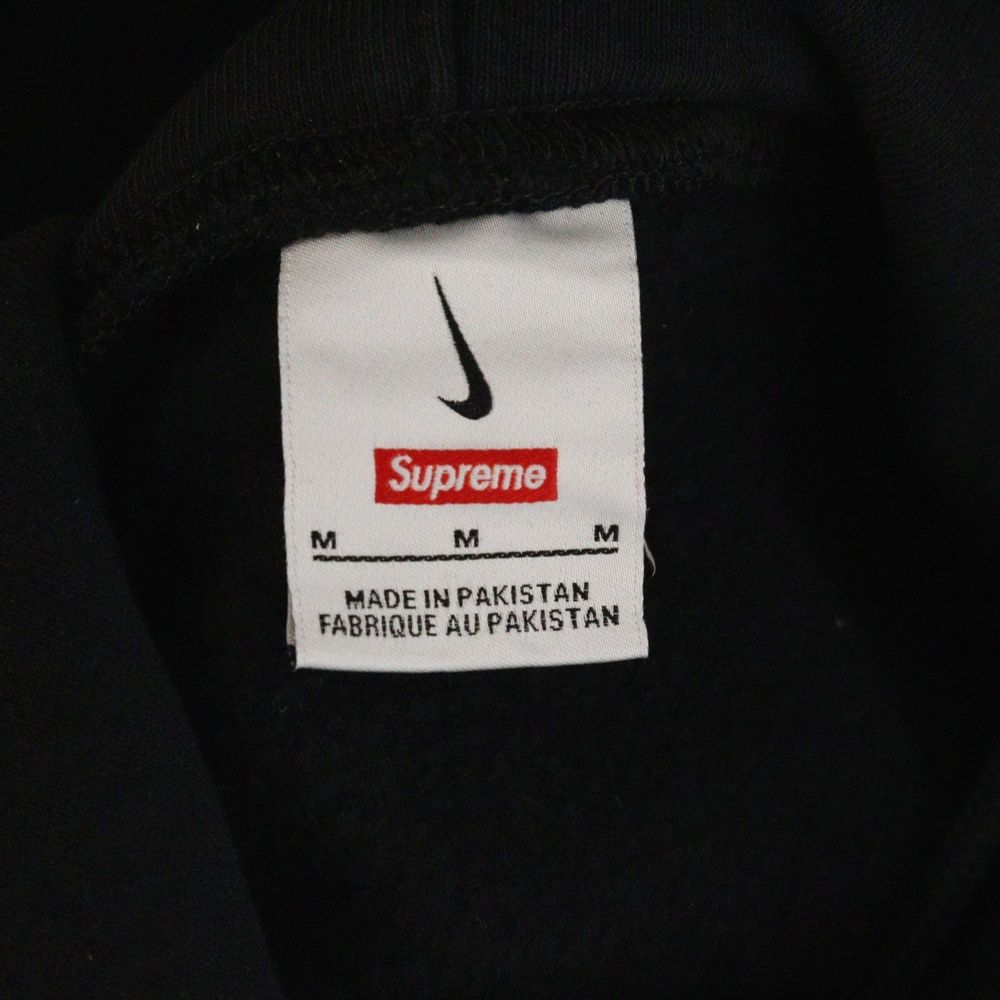 Supreme
M M M
MADE IN PAKISTAN
FABRIQUE AU PAKISTAN